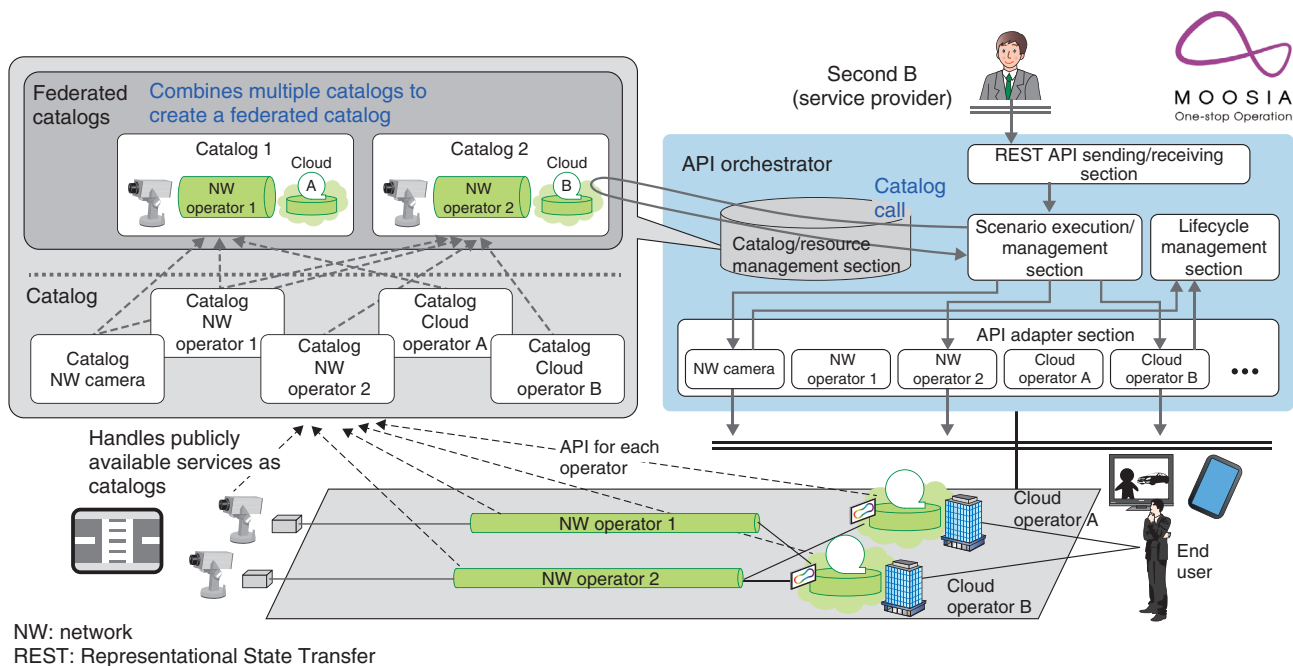 Federated
catalogs
Combines multiple catalogs to
create a federated catalog
Catalog 1
NW
operator 1
Cloud
A
Catalog 2
NW
operator 2
Cloud
B
Catalog
Catalog
NW camera
Catalog
NW
operator 1
Catalog
NW
operator 2
Catalog
Cloud
operator A
Catalog
Cloud
operator B
Second B
(service provider)
MOOSIA
One-stop Operation
API orchestrator
REST API sending/receiving
section
Catalog
call
Catalog/resource
management section
Scenario execution/
management
section
Lifecycle
management
section
API adapter section
NW camera
NW
operator 1
NW
operator 2
Cloud
operator A
Cloud
operator B
•••
Handles publicly
available services as
catalogs
API for each
operator
NW operator 1
NW operator 2
Cloud
operator A
Cloud
operator B
End
user
NW: network
REST: Representational State Transfer